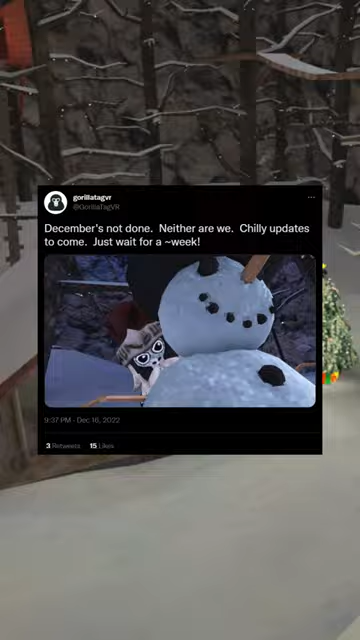 gorillatagvr
@GorillaTagVR
December's not done.  Neither are we.  Chilly updates
to come.  Just wait for a ~week!
9:37 PM · Dec 16, 2022
3 Retweets   15 Likes